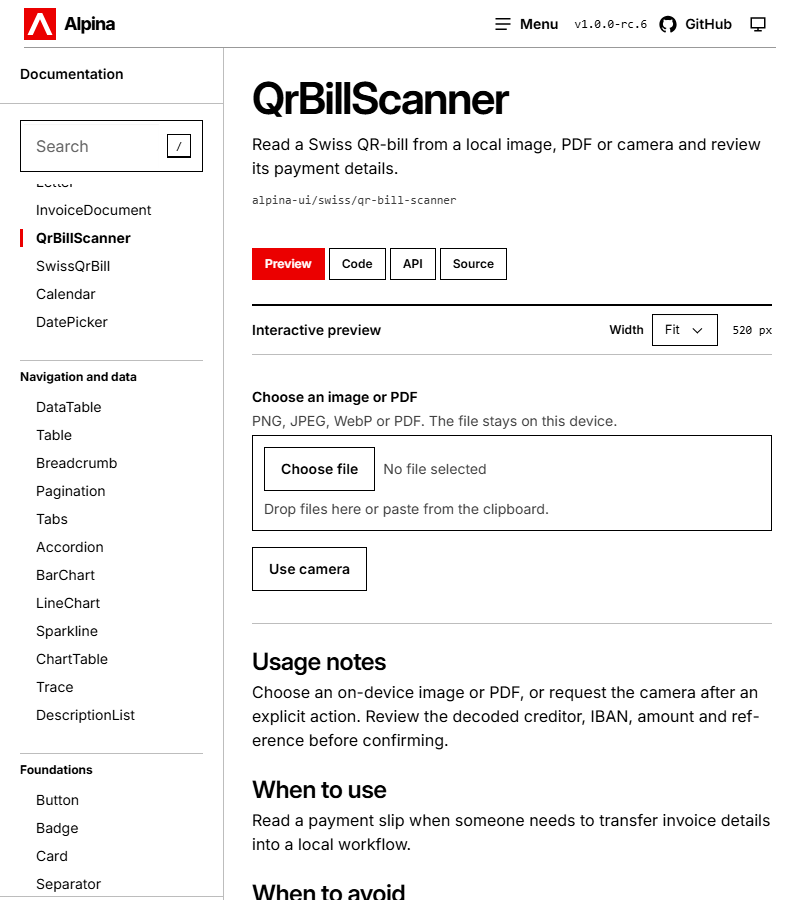 Alpina
Menu
v1.0.0-rc.6
GitHub
Documentation
Search
/
Letter
InvoiceDocument
QrBillScanner
SwissQrBill
Calendar
DatePicker
Navigation and data
DataTable
Table
Breadcrumb
Pagination
Tabs
Accordion
BarChart
LineChart
Sparkline
ChartTable
Trace
DescriptionList
Foundations
Button
Badge
Card
Separator
QrBillScanner
Read a Swiss QR-bill from a local image, PDF or camera and review
its payment details.
alpina-ui/swiss/qr-bill-scanner
Preview
Code
API
Source
Interactive preview
Width
Fit
520 px
Choose an image or PDF
PNG, JPEG, WebP or PDF. The file stays on this device.
Choose file
No file selected
Drop files here or paste from the clipboard.
Use camera
Usage notes
Choose an on-device image or PDF, or request the camera after an
explicit action. Review the decoded creditor, IBAN, amount and ref-
erence before confirming.
When to use
Read a payment slip when someone needs to transfer invoice details
into a local workflow.
When to avoid